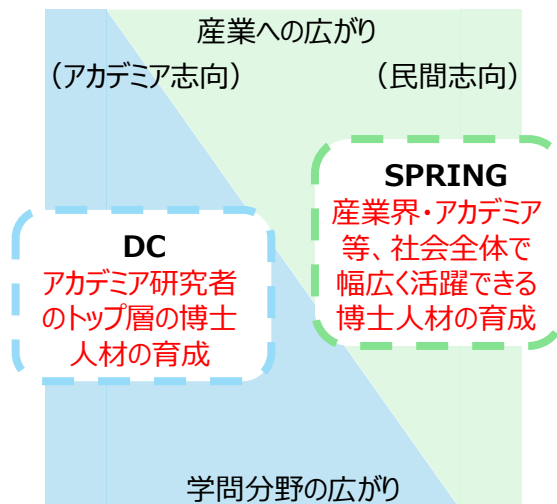 産業への広がり
（アカデミア志向）
（民間志向）
SPRING
産業界・アカデミア
等、社会全体で
幅広く活躍できる
博士人材の育成
DC
アカデミア研究者
のトップ層の博士
人材の育成
学問分野の広がり